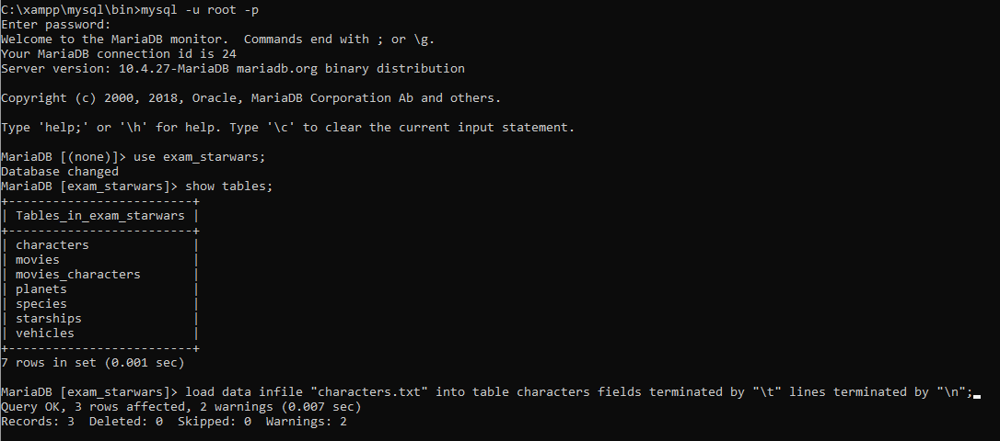 C:\xampp\mysql\bin>mysql -u root -p
Enter password:
Welcome to the MariaDB monitor.  Commands end with ; or \g.
Your MariaDB connection id is 24
Server version: 10.4.27-MariaDB mariadb.org binary distribution

Copyright (c) 2000, 2018, Oracle, MariaDB Corporation Ab and others.

Type 'help;' or '\h' for help. Type '\c' to clear the current input statement.

MariaDB [(none)]> use exam_starwars;
Database changed
MariaDB [exam_starwars]> show tables;
+-------------------------+
| Tables_in_exam_starwars |
+-------------------------+
| characters              |
| movies                  |
| movies_characters       |
| planets                 |
| species                 |
| starships               |
| vehicles                |
+-------------------------+
7 rows in set (0.001 sec)

MariaDB [exam_starwars]> load data infile "characters.txt" into table characters fields terminated by "\t" lines terminated by "\n";
Query OK, 3 rows affected, 2 warnings (0.007 sec)
Records: 3  Deleted: 0  Skipped: 0  Warnings: 2